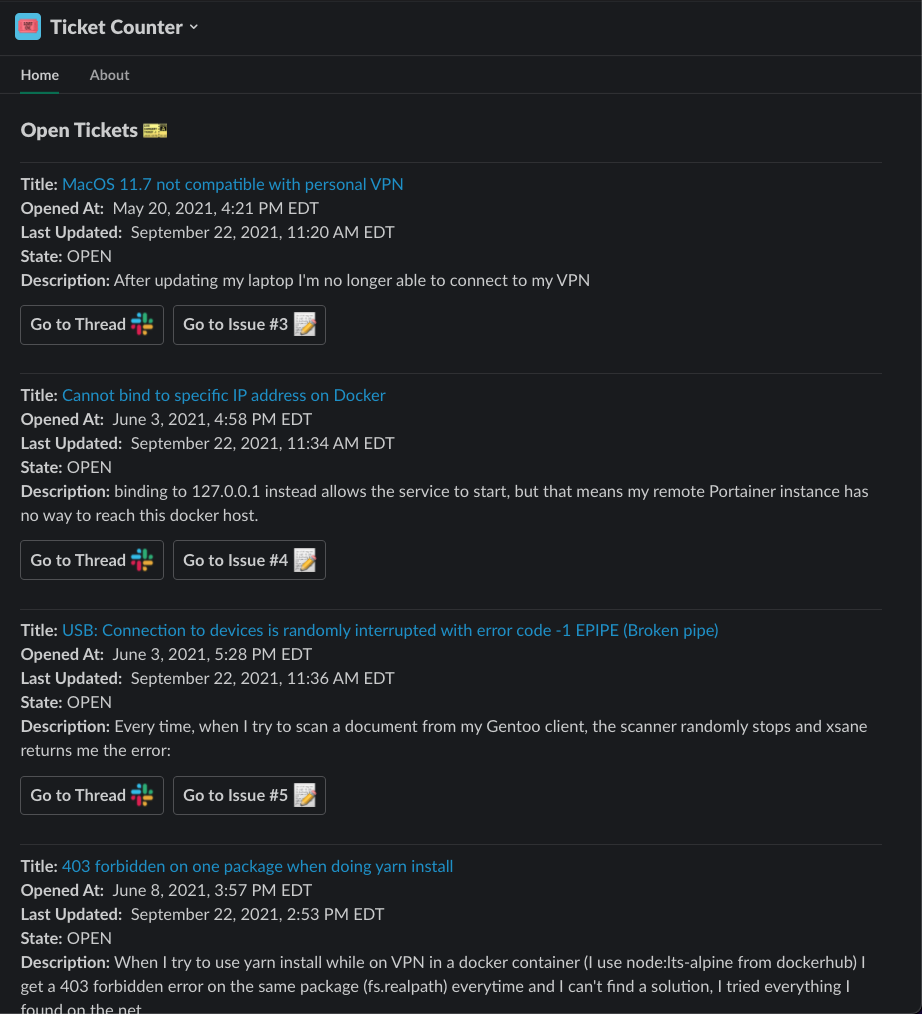 Ticket Counter
Home About
Open Tickets
Title: MacOS 11.7 not compatible with personal VPN
Opened At: May 20, 2021, 4:21 PM EDT
Last Updated: September 22, 2021, 11:20 AM EDT
State: OPEN
Description: After updating my laptop I'm no longer able to connect to my VPN
Go to Thread Go to Issue #3
Title: Cannot bind to specific IP address on Docker
Opened At: June 3, 2021, 4:58 PM EDT
Last Updated: September 22, 2021, 11:34 AM EDT
State: OPEN
Description: binding to 127.0.0.1 instead allows the service to start, but that means my remote Portainer instance has
no way to reach this docker host.
Go to Thread Go to Issue #4
Title: USB: Connection to devices is randomly interrupted with error code -1 EPIPE (Broken pipe)
Opened At: June 3, 2021, 5:28 PM EDT
Last Updated: September 22, 2021, 11:36 AM EDT
State: OPEN
Description: Every time, when I try to scan a document from my Gentoo client, the scanner randomly stops and xsane
returns me the error:
Go to Thread Go to Issue #5
Title: 403 forbidden on one package when doing yarn install
Opened At: June 8, 2021, 3:57 PM EDT
Last Updated: September 22, 2021, 2:53 PM EDT
State: OPEN
Description: When I try to use yarn install while on VPN in a docker container (I use node:lts-alpine from dockerhub) I
get a 403 forbidden error on the same package (fs.realpath) everytime and I can't find a solution, I tried everything I
found on the net